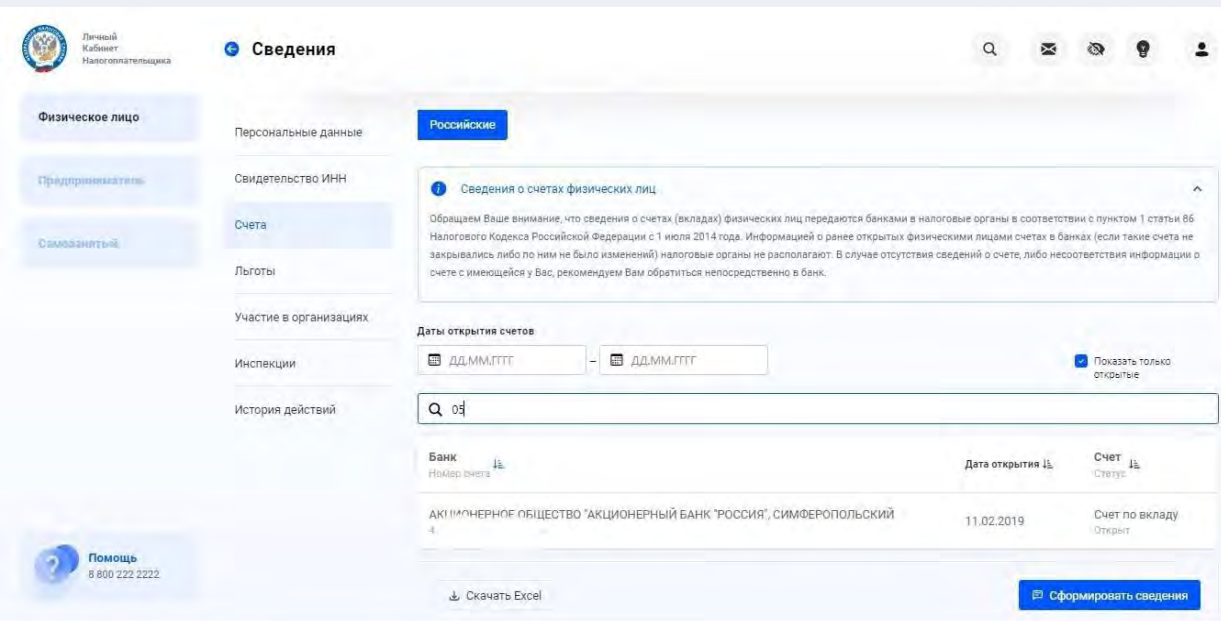 Личный
Кабинет
Налогоплательщика
Сведения
Физическое лицо
Предприниматель
Самозанятый
Персональные данные
Свидетельство ИНН
Счета
Льготы
Участие в организациях
Инспекции
История действий
Российские
Сведения о счетах физических лиц
Обращаем Ваше внимание, что сведения о счетах (вкладах) физических лиц передаются банками в налоговые органы в соответствии с пунктом 1 статьи 86
Налогового Кодекса Российской Федерации с 1 июля 2014 года. Информацией о ранее открытых физическими лицами счетах в банках (если такие счета не
закрывались либо по ним не было изменений) налоговые органы не располагают. В случае отсутствия сведений о счете, либо несоответствия информации о
счете с имеющейся у Вас, рекомендуем Вам обратиться непосредственно в банк.
Даты открытия счетов
ДД.ММ.ГГГГ – ДД.ММ.ГГГГ
Показать только
открытые
05
Банк
Номер счета
Дата открытия
Счет
Статус
АКЦИОНЕРНОЕ ОБЩЕСТВО "АКЦИОНЕРНЫЙ БАНК "РОССИЯ", СИМФЕРОПОЛЬСКИЙ
4
11.02.2019
Счет по вкладу
Открыт
Помощь
8 800 222 2222
Скачать Excel
Сформировать сведения